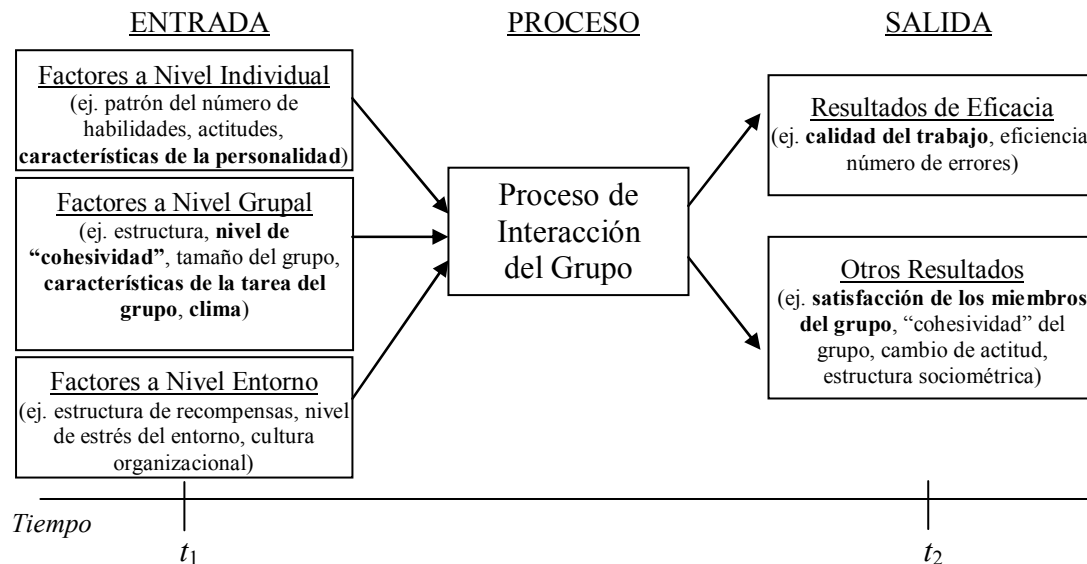 ENTRADA
PROCESO
SALIDA
Factores a Nivel Individual
(ej. patrón del número de
habilidades, actitudes,
características de la personalidad)
Factores a Nivel Grupal
(ej. estructura, nivel de
“cohesividad”, tamaño del grupo,
características de la tarea del
grupo, clima)
Factores a Nivel Entorno
(ej. estructura de recompensas, nivel
de estrés del entorno, cultura
organizacional)
Proceso de
Interacción
del Grupo
Resultados de Eficacia
(ej. calidad del trabajo, eficiencia
número de errores)
Otros Resultados
(ej. satisfacción de los miembros
del grupo, “cohesividad” del
grupo, cambio de actitud,
estructura sociométrica)
Tiempo
t1
t2